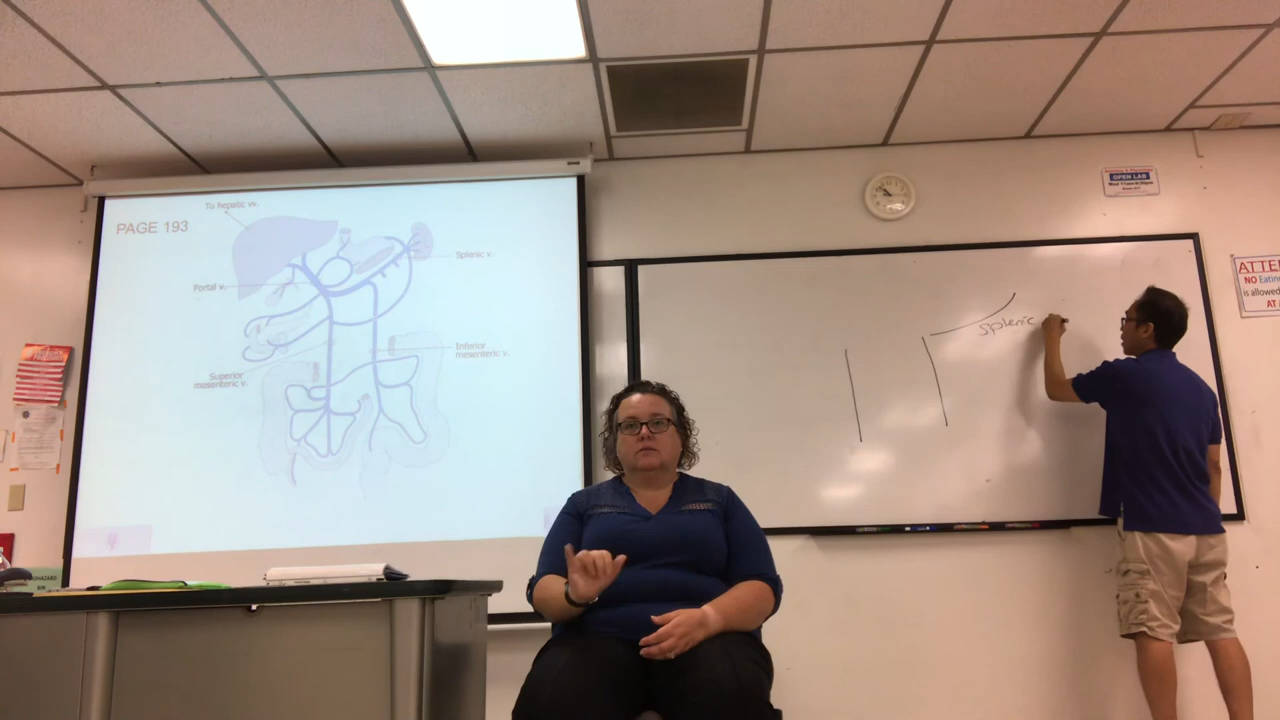 To hepatic vv.
PAGE 193
Splenic v.
Portal v.
Inferior
mesenteric v.
Superior
mesenteric v.
Splenic
OPEN LAB
ATTE
NO Eatin
is allowed
AT